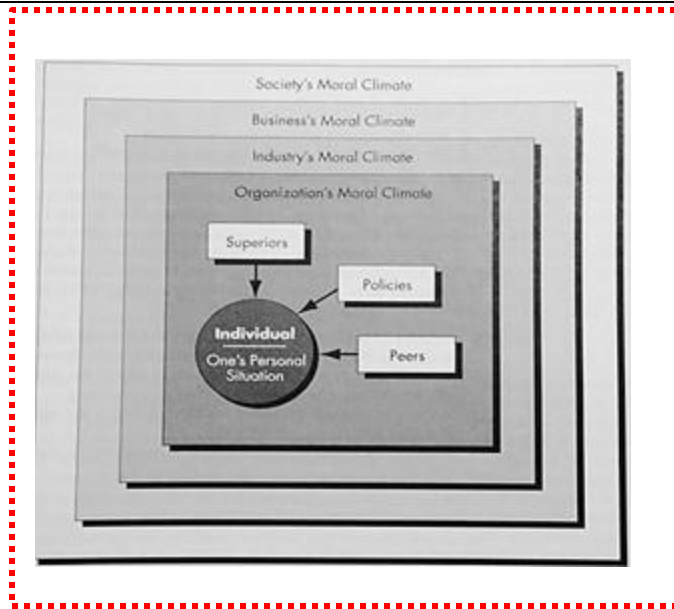 Society's Moral Climate
Business's Moral Climate
Industry's Moral Climate
Organization's Moral Climate
Superiors
Policies
Individual
One's Personal
Situation
Peers